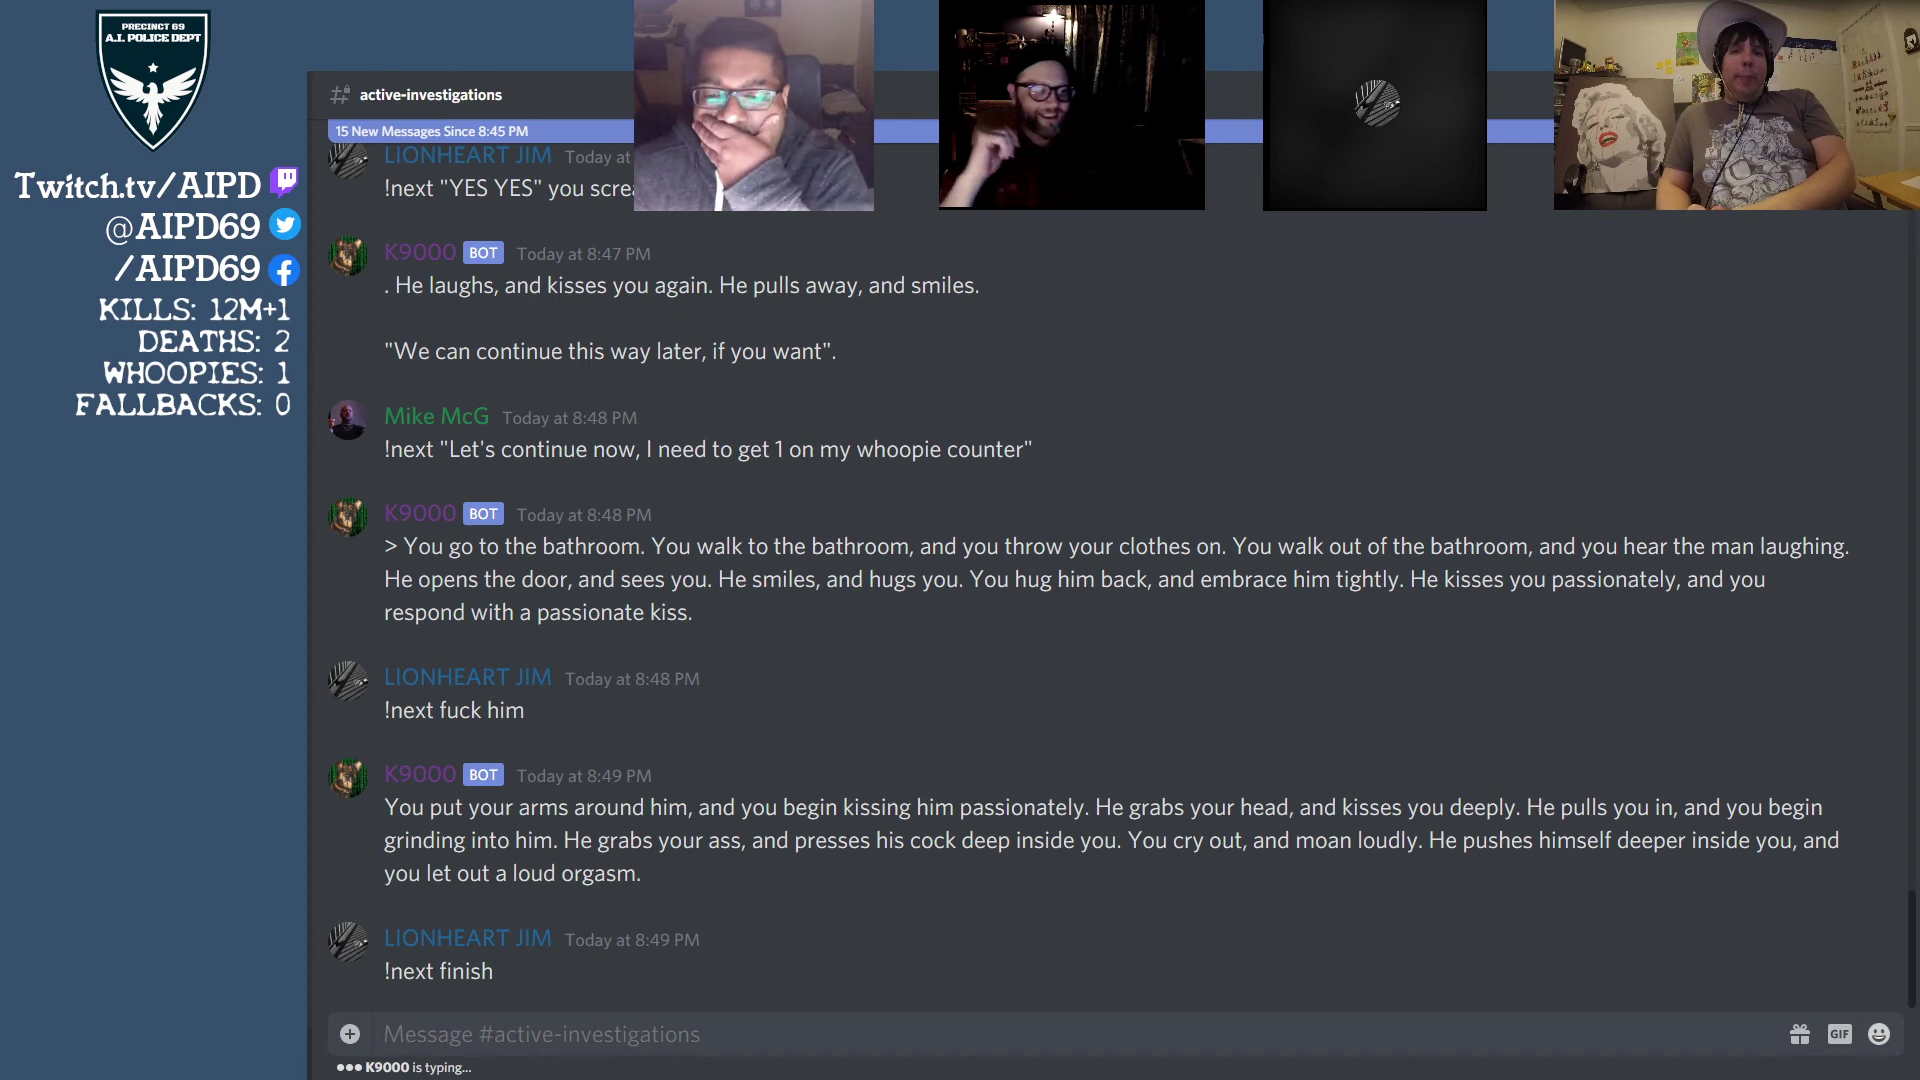 PRECINCT 69
A.I. POLICE DEPT
Twitch.tv/AIPD
@AIPD69
/AIPD69
KILLS: 12M+1
DEATHS: 2
WHOOPIES: 1
FALLBACKS: 0
active-investigations
15 New Messages Since 8:45 PM
LIONHEART JIM Today at
!next "YES YES" you screa
K9000 BOT Today at 8:47 PM
. He laughs, and kisses you again. He pulls away, and smiles.
"We can continue this way later, if you want".
Mike McG Today at 8:48 PM
!next "Let's continue now, I need to get 1 on my whoopie counter"
K9000 BOT Today at 8:48 PM
> You go to the bathroom. You walk to the bathroom, and you throw your clothes on. You walk out of the bathroom, and you hear the man laughing.
He opens the door, and sees you. He smiles, and hugs you. You hug him back, and embrace him tightly. He kisses you passionately, and you
respond with a passionate kiss.
LIONHEART JIM Today at 8:48 PM
!next fuck him
K9000 BOT Today at 8:49 PM
You put your arms around him, and you begin kissing him passionately. He grabs your head, and kisses you deeply. He pulls you in, and you begin
grinding into him. He grabs your ass, and presses his cock deep inside you. You cry out, and moan loudly. He pushes himself deeper inside you, and
you let out a loud orgasm.
LIONHEART JIM Today at 8:49 PM
!next finish
Message #active-investigations
GIF
K9000 is typing...